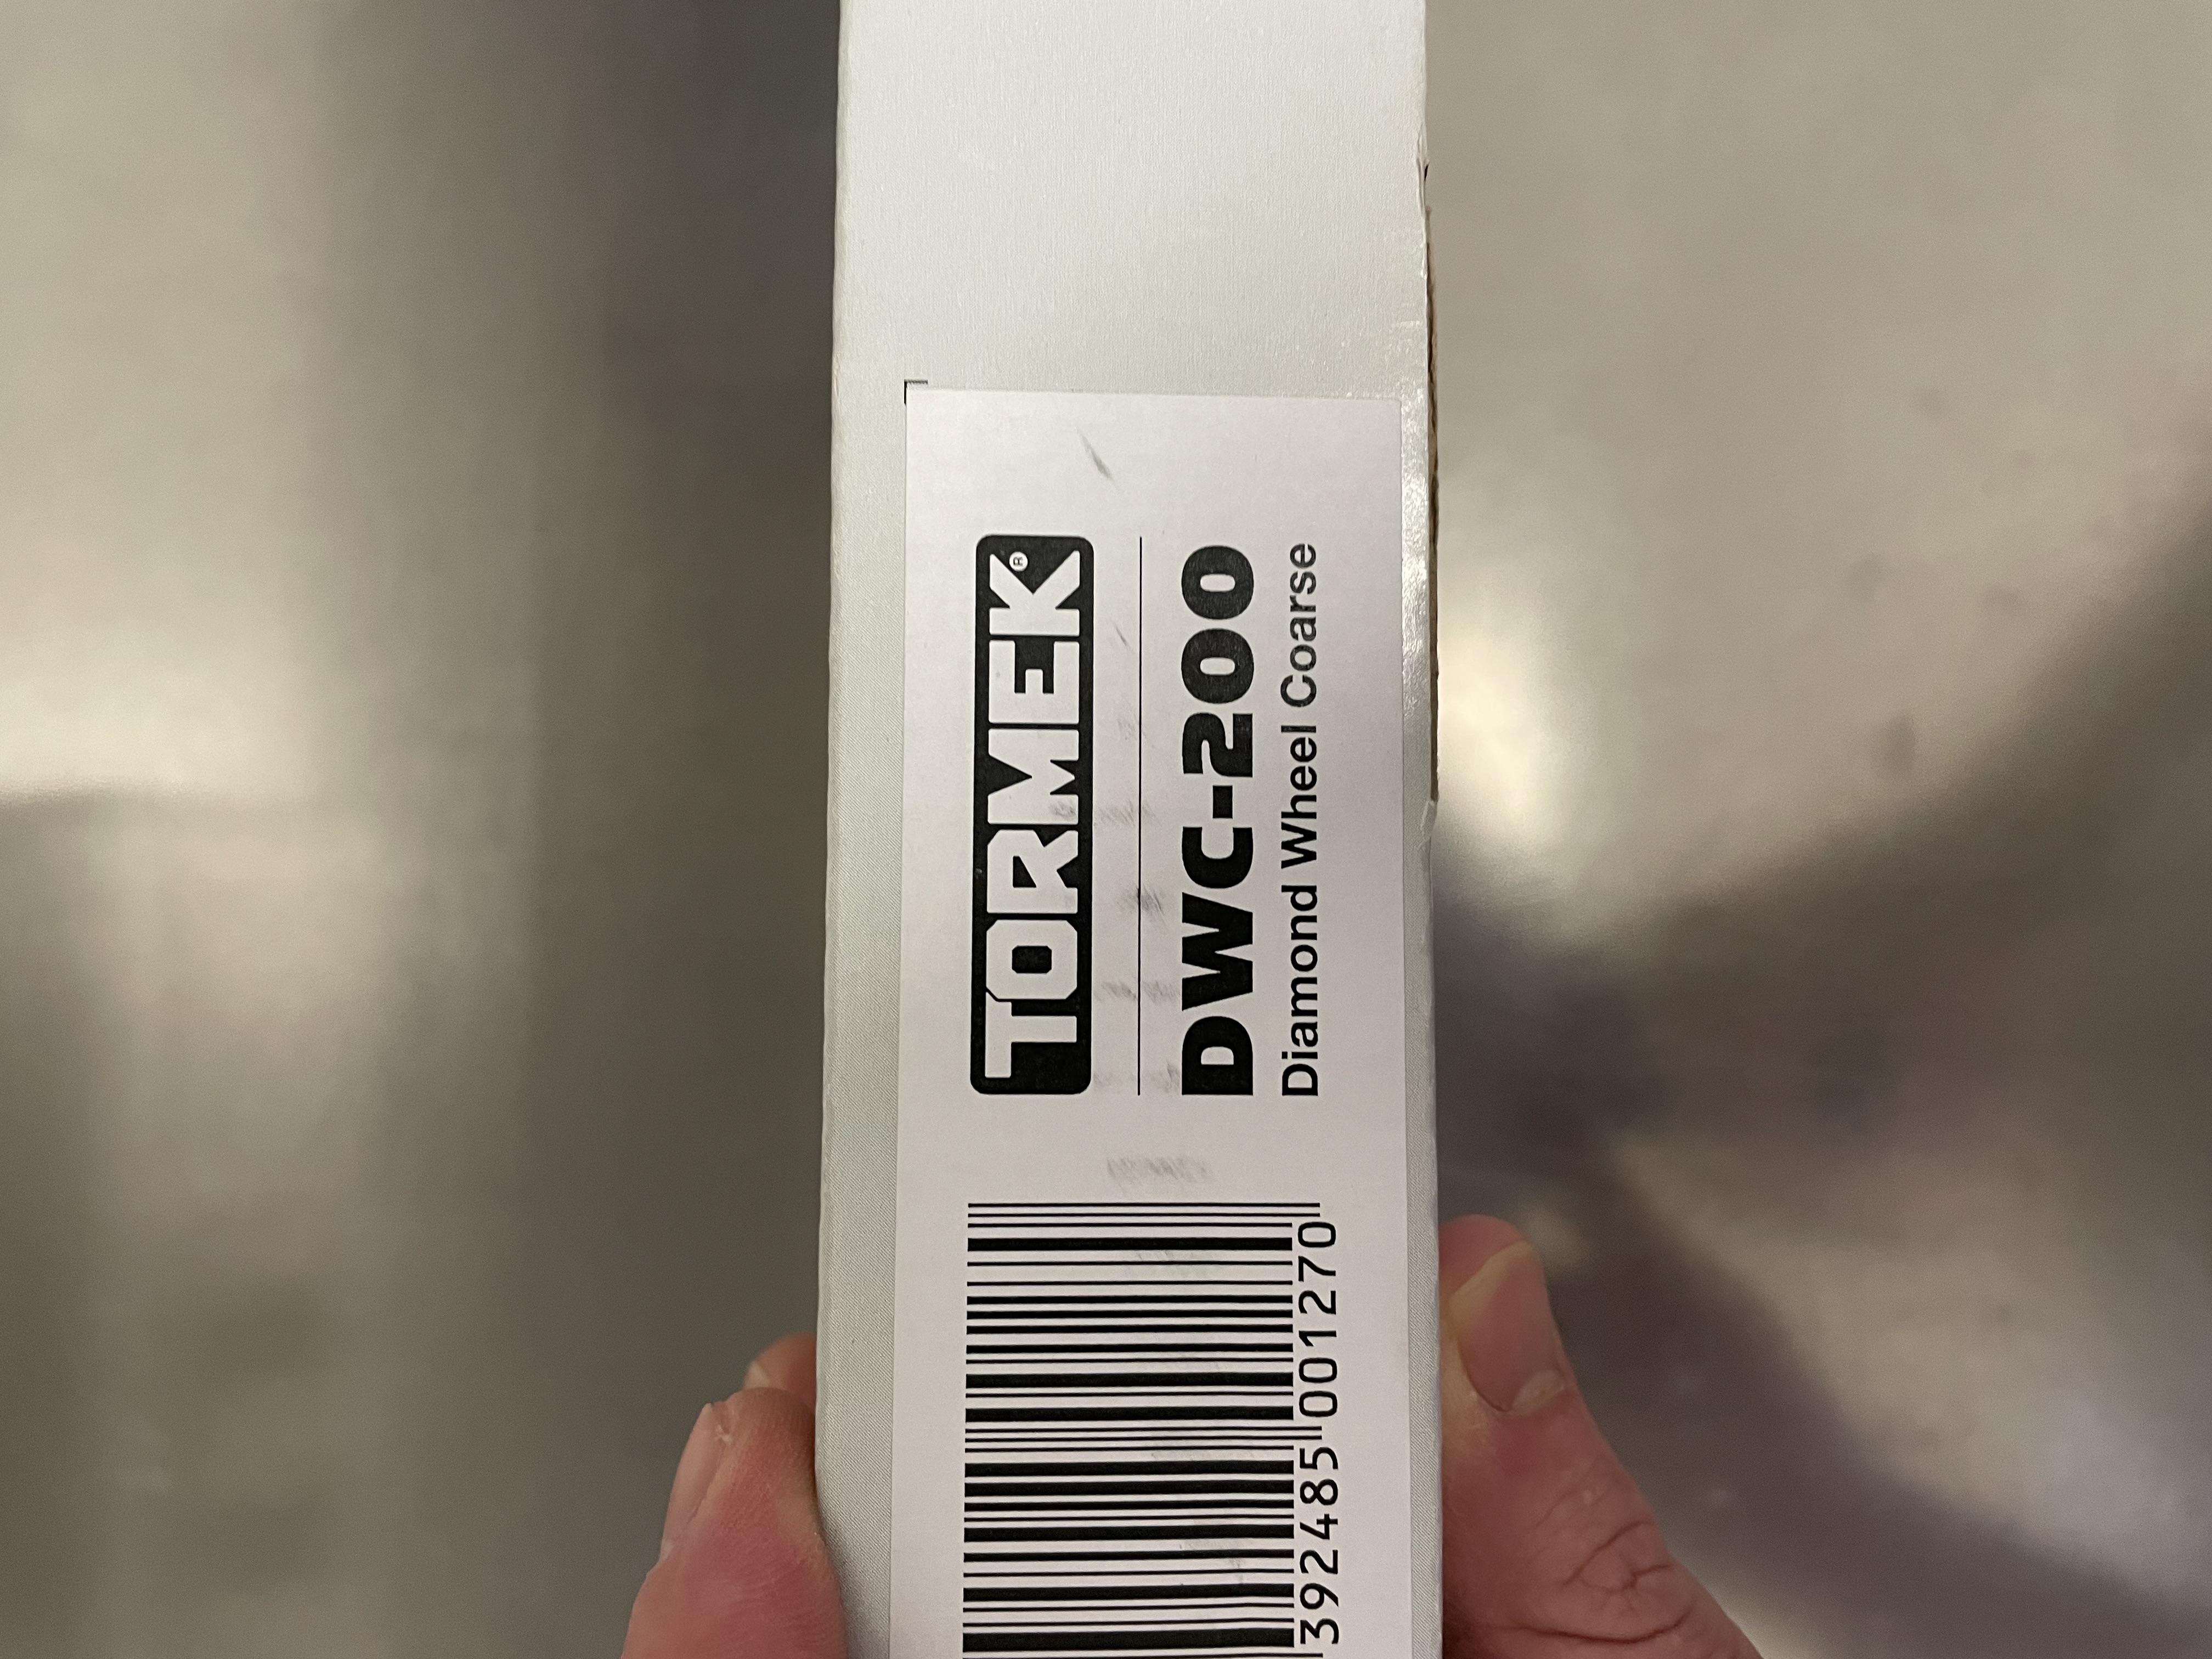 TORMEK®
DWC-200
Diamond Wheel Coarse
392485 001270